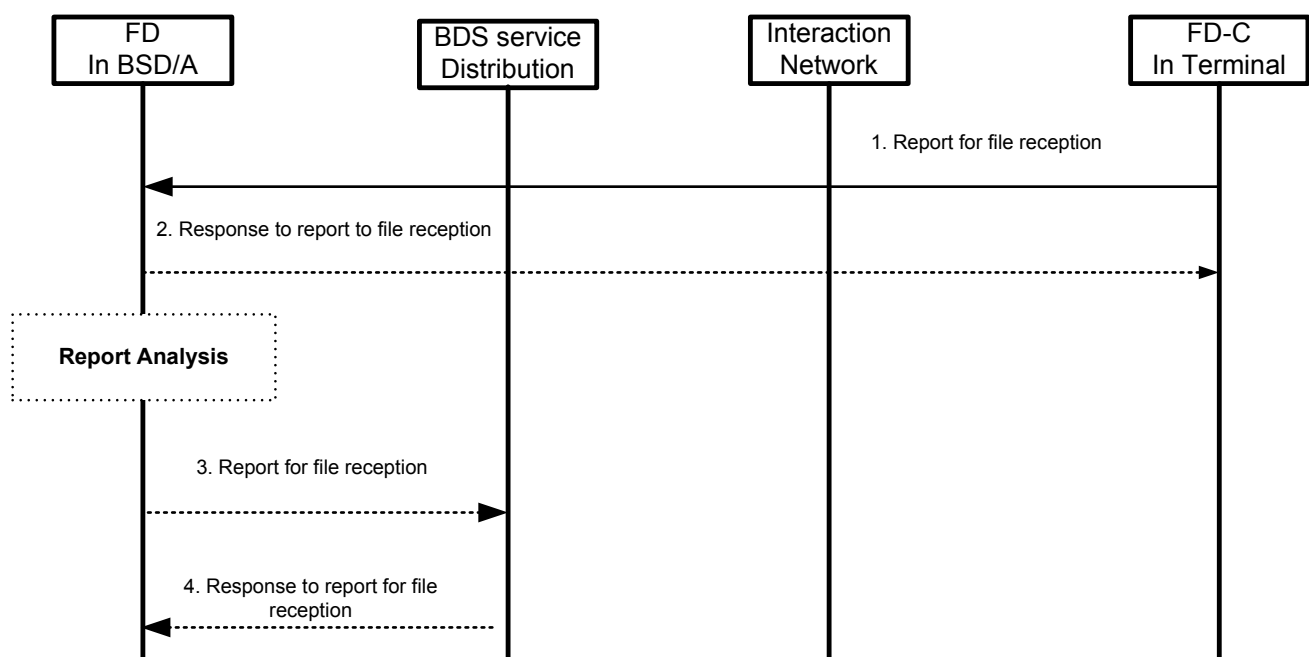 FD
In BSD/A
BDS service
Distribution
Interaction
Network
FD-C
In Terminal
1. Report for file reception
2. Response to report to file reception
Report Analysis
3. Report for file reception
4. Response to report for file
reception